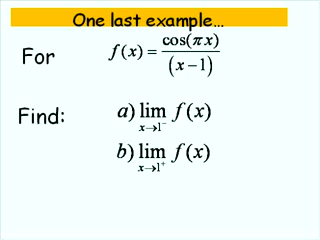 One last example…
For f(x) = cos(πx) / (x−1)
Find: a) lim x→1⁻ f(x)
b) lim x→1⁺ f(x)